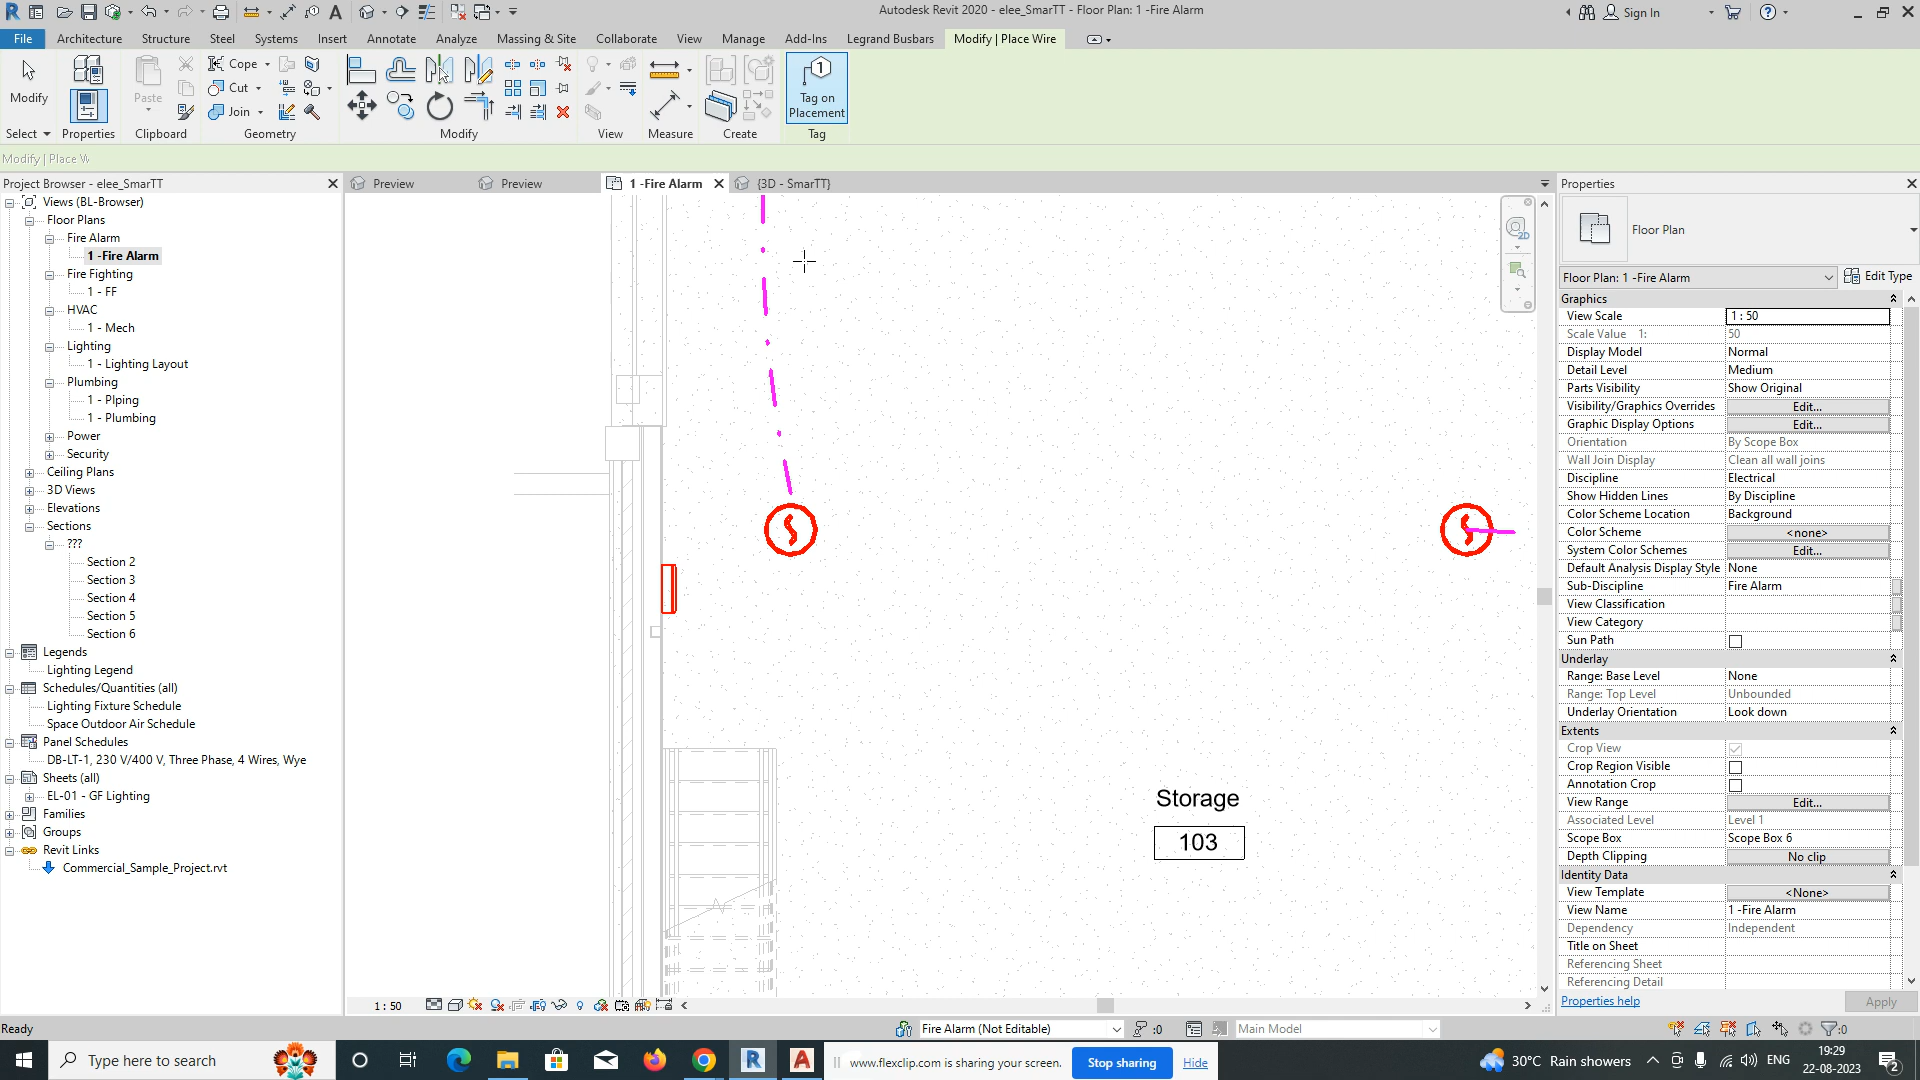 Autodesk Revit 2020 - elee_SmarTT - Floor Plan: 1 -Fire Alarm
Sign In
File Architecture Structure Steel Systems Insert Annotate Analyze Massing & Site Collaborate View Manage Add-Ins Legrand Busbars Modify | Place Wire
Modify
Paste
Cope
Cut
Join
Tag on
Placement
Select Properties Clipboard Geometry Modify View Measure Create Tag
Modify | Place W
Project Browser - elee_SmarTT
Preview
Preview
1 -Fire Alarm
{3D - SmarTT}
Properties
Views (BL-Browser)
Floor Plans
Fire Alarm
1 -Fire Alarm
Fire Fighting
1 - FF
HVAC
1 - Mech
Lighting
1 - Lighting Layout
Plumbing
1 - PIping
1 - Plumbing
Power
Security
Ceiling Plans
3D Views
Elevations
Sections
???
Section 2
Section 3
Section 4
Section 5
Section 6
Legends
Lighting Legend
Schedules/Quantities (all)
Lighting Fixture Schedule
Space Outdoor Air Schedule
Panel Schedules
DB-LT-1, 230 V/400 V, Three Phase, 4 Wires, Wye
Sheets (all)
EL-01 - GF Lighting
Families
Groups
Revit Links
Commercial_Sample_Project.rvt
Storage
103
2D
Floor Plan
Floor Plan: 1 -Fire Alarm Edit Type
Graphics
View Scale 1 : 50
Scale Value 1: 50
Display Model Normal
Detail Level Medium
Parts Visibility Show Original
Visibility/Graphics Overrides Edit...
Graphic Display Options Edit...
Orientation By Scope Box
Wall Join Display Clean all wall joins
Discipline Electrical
Show Hidden Lines By Discipline
Color Scheme Location Background
Color Scheme <none>
System Color Schemes Edit...
Default Analysis Display Style None
Sub-Discipline Fire Alarm
View Classification
View Category
Sun Path
Underlay
Range: Base Level None
Range: Top Level Unbounded
Underlay Orientation Look down
Extents
Crop View
Crop Region Visible
Annotation Crop
View Range Edit...
Associated Level Level 1
Scope Box Scope Box 6
Depth Clipping No clip
Identity Data
View Template <None>
View Name 1 -Fire Alarm
Dependency Independent
Title on Sheet
Referencing Sheet
Referencing Detail
Properties help Apply
1 : 50
Ready
Fire Alarm (Not Editable)
:0
Main Model
:0
Type here to search
www.flexclip.com is sharing your screen.
Stop sharing
Hide
30°C Rain showers
ENG
19:29
22-08-2023
2